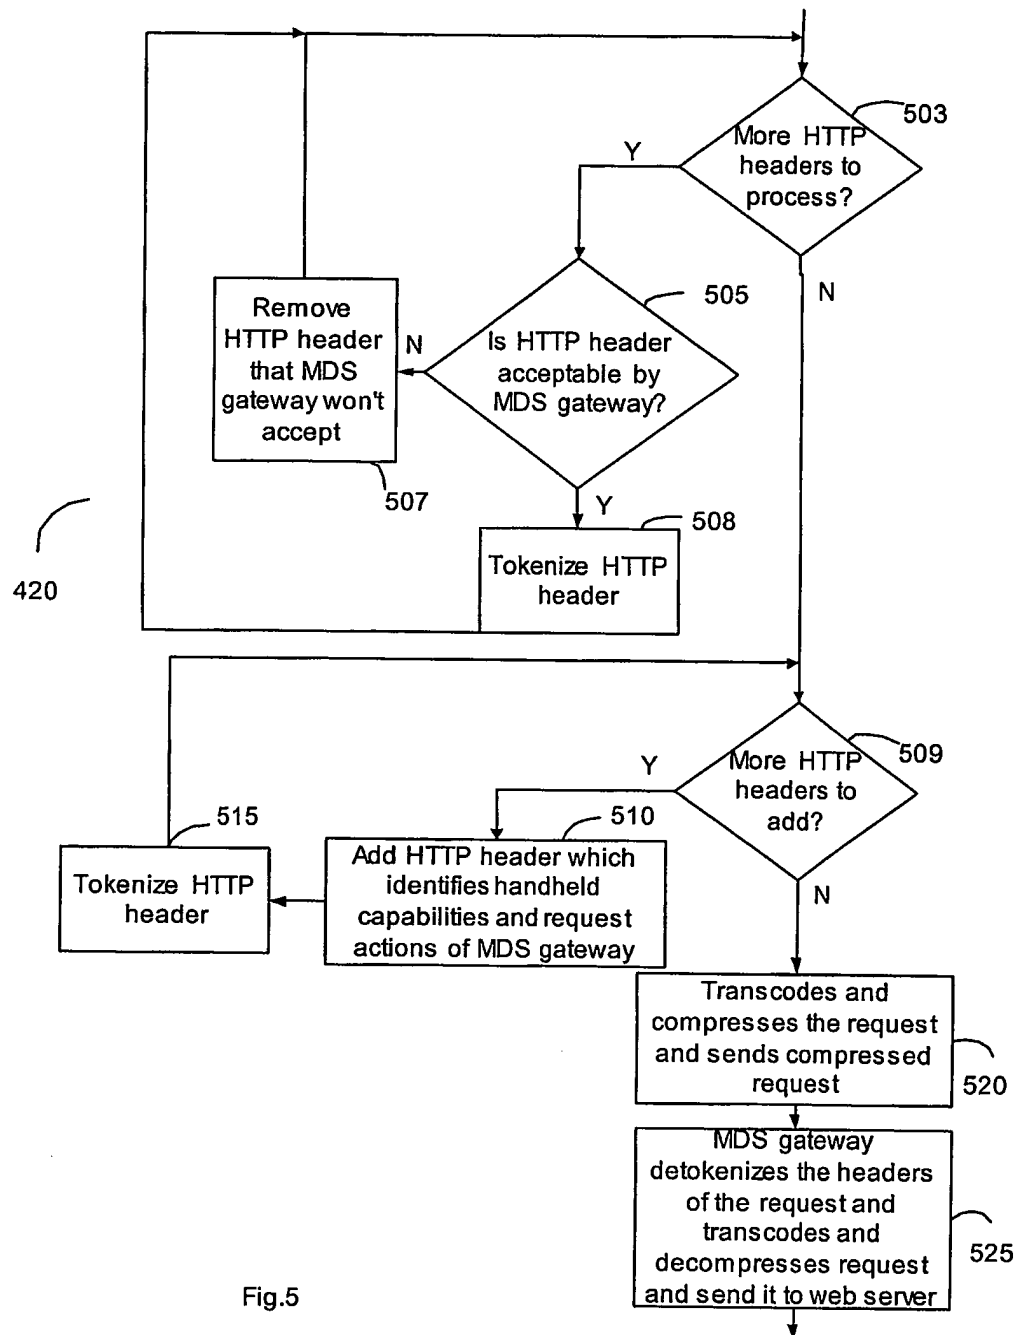 503
More HTTP
headers to
process?
Y
N
505
Is HTTP header
acceptable by
MDS gateway?
N
Remove
HTTP header
that MDS
gateway won't
accept
507
Y
508
Tokenize HTTP
header
420
509
More HTTP
headers to
add?
Y
510
Add HTTP header which
identifies handheld
capabilities and request
actions of MDS gateway
515
Tokenize HTTP
header
N
Transcodes and
compresses the request
and sends compressed
request
520
MDS gateway
detokenizes the headers
of the request and
transcodes and
decompresses request
and send it to web server
525
Fig.5